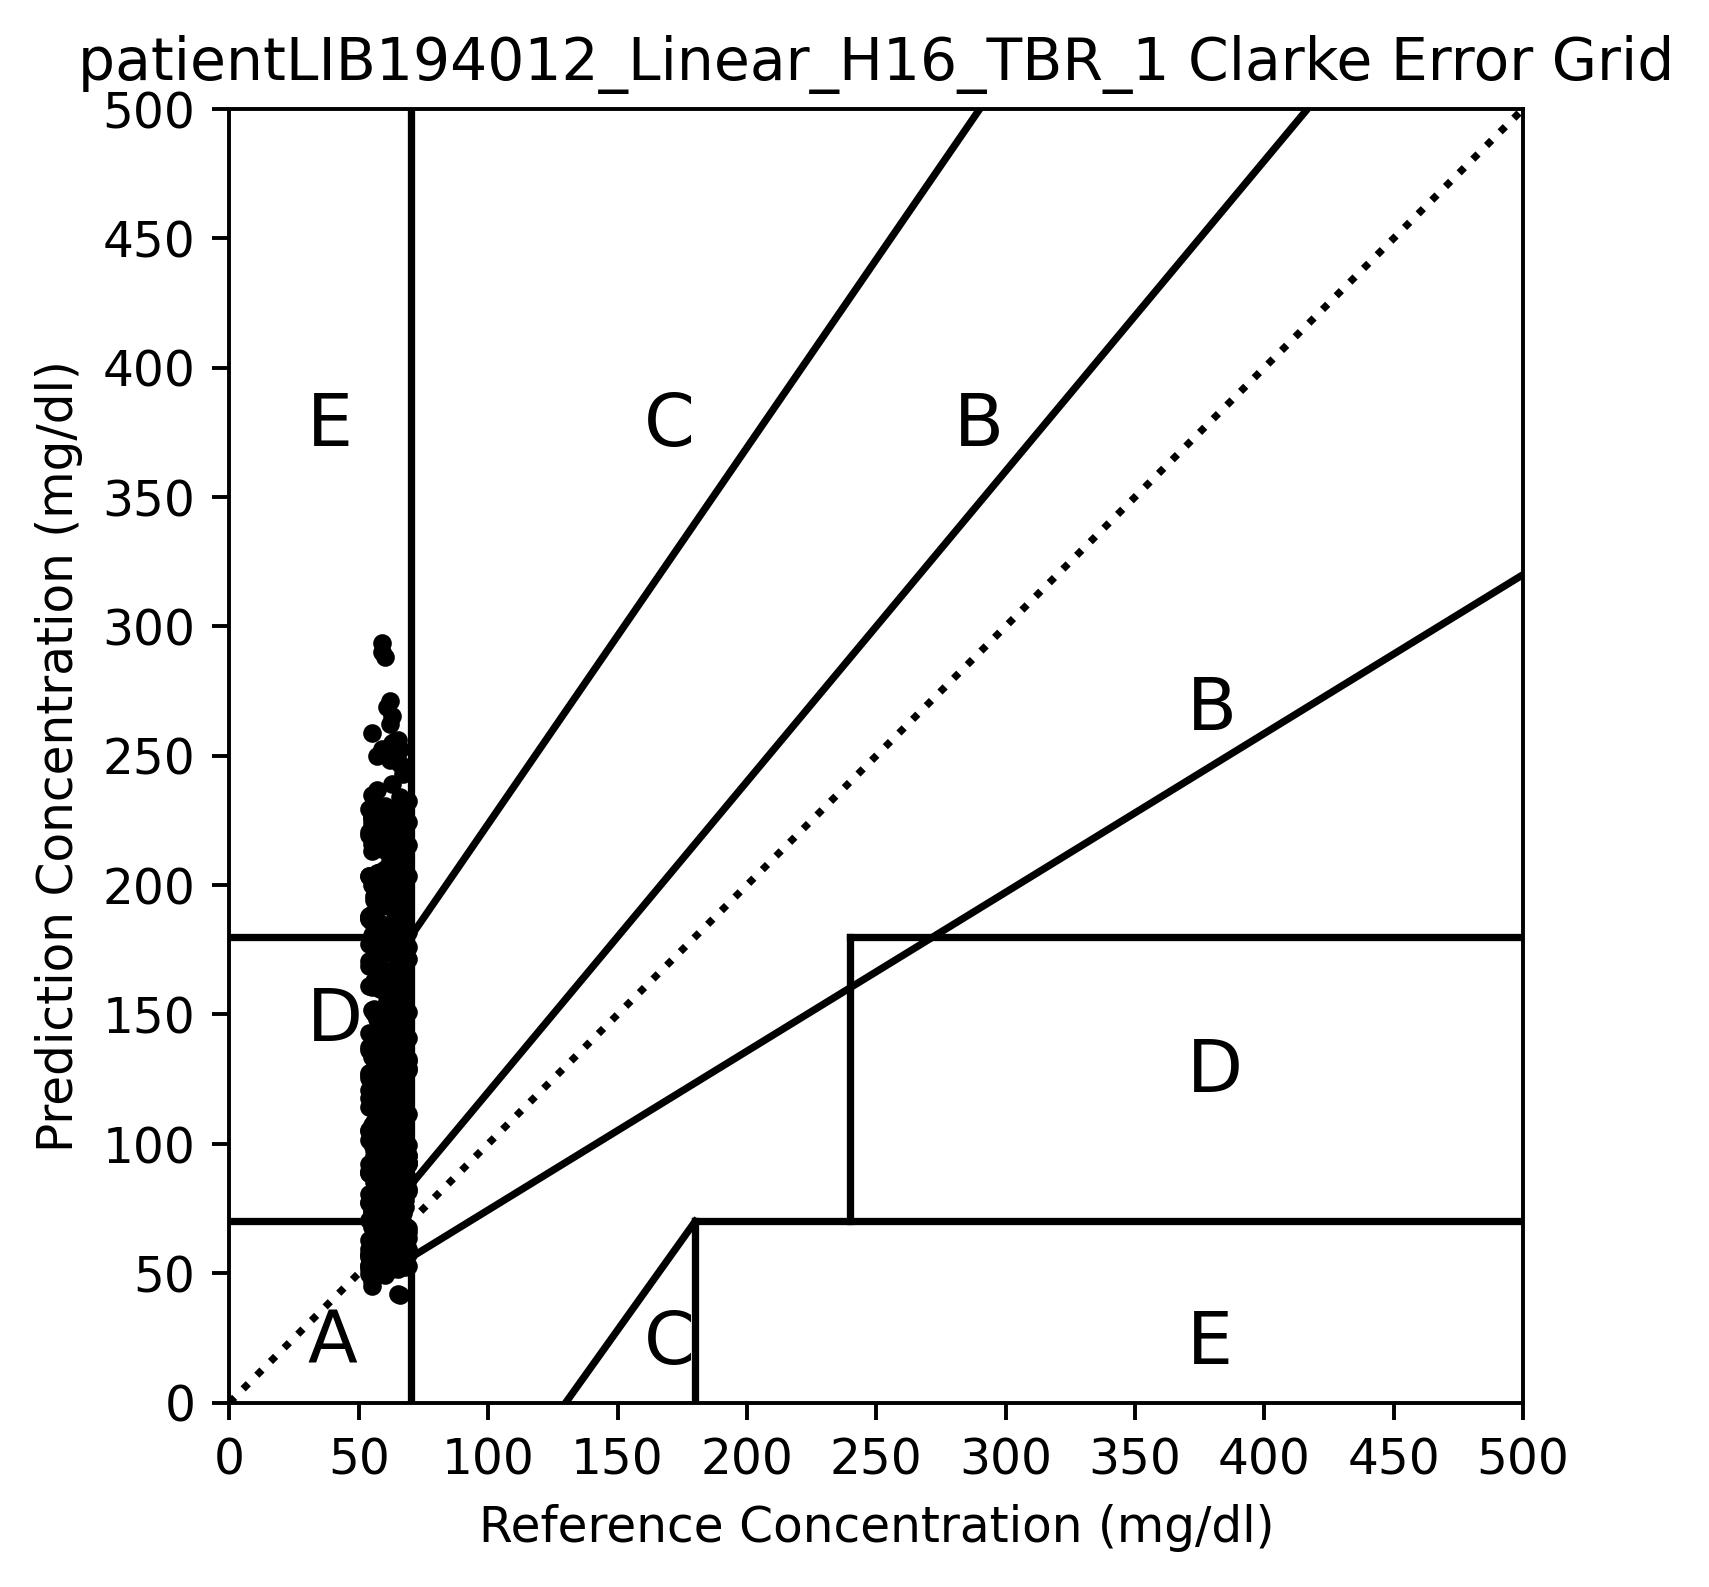 patientLIB194012_Linear_H16_TBR_1 Clarke Error Grid
500
450
400
350
300
250
200
150
100
50
0
Prediction Concentration (mg/dl)
E
C
B
B
D
D
A
C
E
0 50 100 150 200 250 300 350 400 450 500
Reference Concentration (mg/dl)